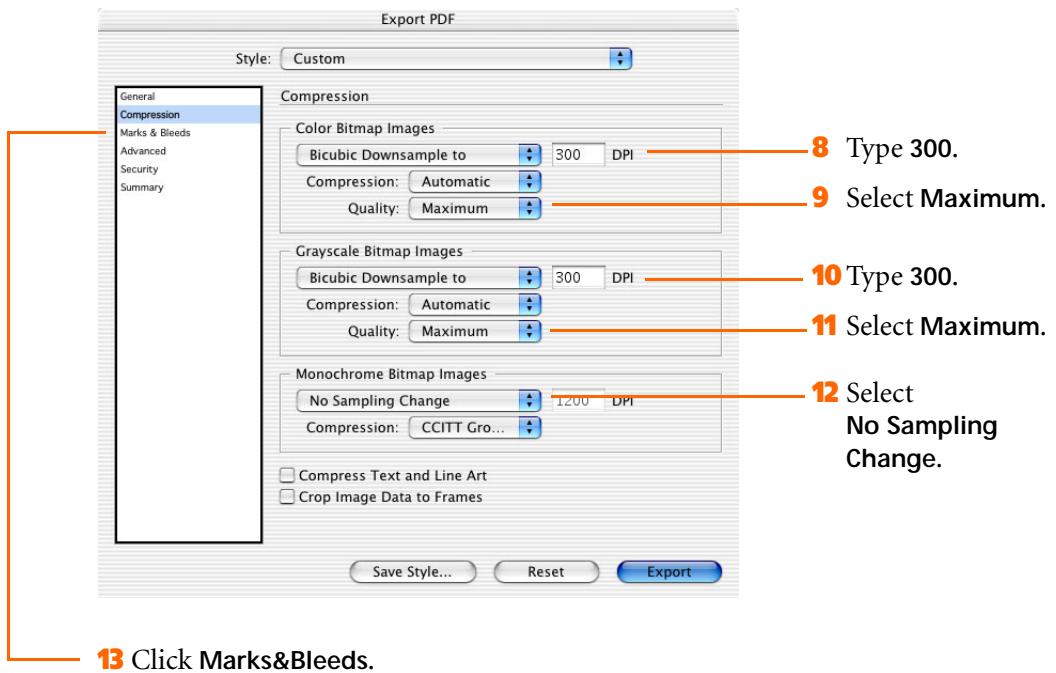 Export PDF
Style: Custom
General
Compression
Marks & Bleeds
Advanced
Security
Summary
Compression
Color Bitmap Images
Bicubic Downsample to 300 DPI
Compression: Automatic
Quality: Maximum
Grayscale Bitmap Images
Bicubic Downsample to 300 DPI
Compression: Automatic
Quality: Maximum
Monochrome Bitmap Images
No Sampling Change 1200 DPI
Compression: CCITT Gro...
Compress Text and Line Art
Crop Image Data to Frames
Save Style... Reset Export
8 Type 300.
9 Select Maximum.
10 Type 300.
11 Select Maximum.
12 Select
No Sampling
Change.
13 Click Marks&Bleeds.